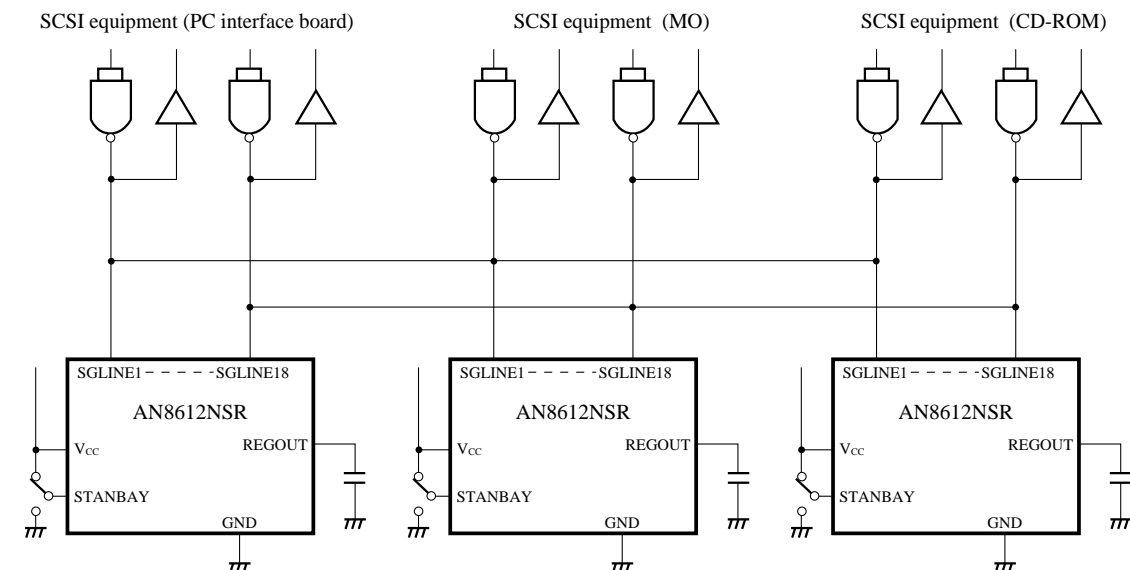 SCSI equipment (PC interface board)
SCSI equipment (MO)
SCSI equipment (CD-ROM)
SGLINE1 - - - - - SGLINE18
AN8612NSR
REGOUT
VCC
STANBAY
GND
SGLINE1 - - - - - SGLINE18
AN8612NSR
REGOUT
VCC
STANBAY
GND
SGLINE1 - - - - - SGLINE18
AN8612NSR
REGOUT
VCC
STANBAY
GND